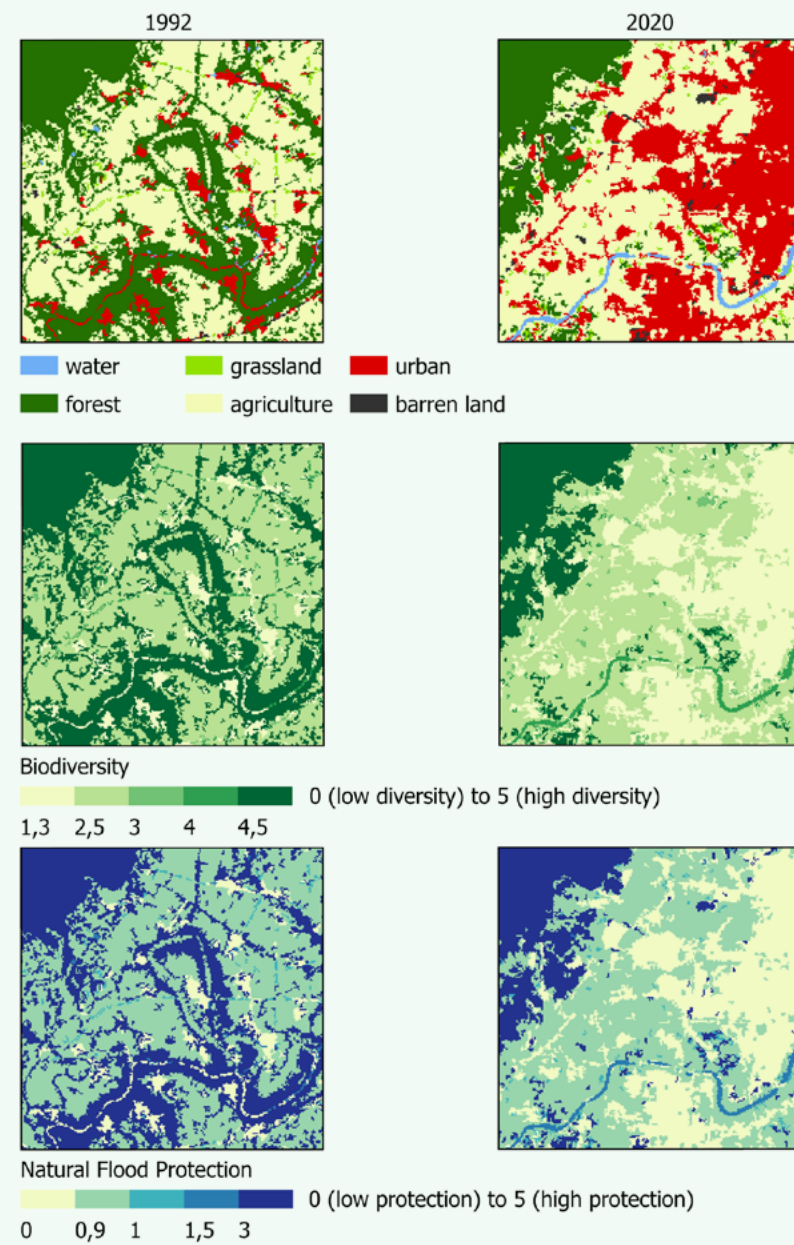 1992 2020
water grassland urban
forest agriculture barren land
Biodiversity
0 (low diversity) to 5 (high diversity)
1,3 2,5 3 4 4,5
Natural Flood Protection
0 (low protection) to 5 (high protection)
0 0,9 1 1,5 3